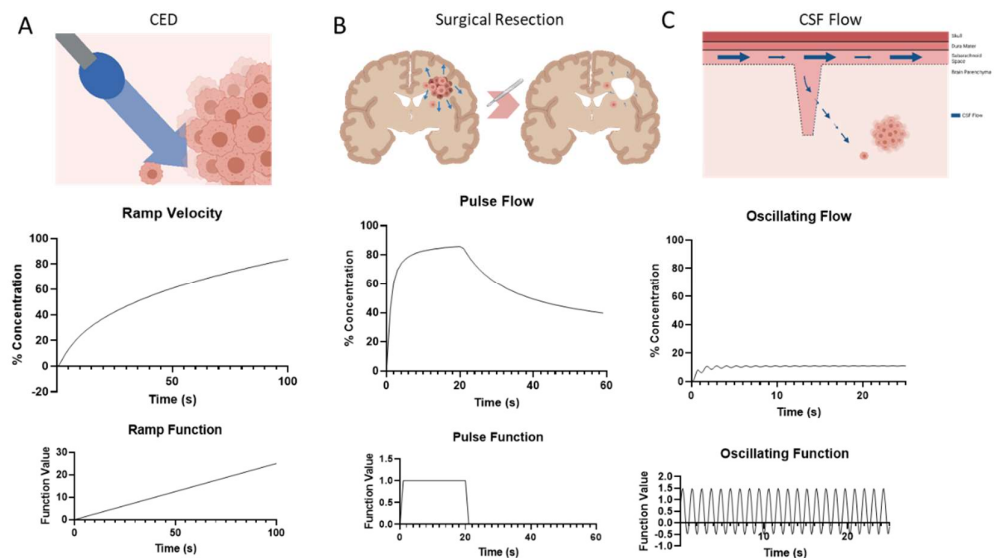 A
CED
B
Surgical Resection
C
CSF Flow
Skull
Dura Mater
Subarachnoid
Space
Brain Parenchyma
CSF Flow
Ramp Velocity
% Concentration
100
80
60
40
20
0
-20
50
100
Time (s)
Pulse Flow
% Concentration
100
80
60
40
20
0
0
20
40
60
Time (s)
Oscillating Flow
% Concentration
100
80
60
40
20
0
0
10
20
Time (s)
Ramp Function
Function Value
30
20
10
0
0
50
100
Time (s)
Pulse Function
Function Value
1.5
1.0
0.5
0.0
0
20
40
60
Time (s)
Oscillating Function
Function Value
2.0
1.5
1.0
0.5
0.0
-0.5
-1.0
10
20
Time (s)